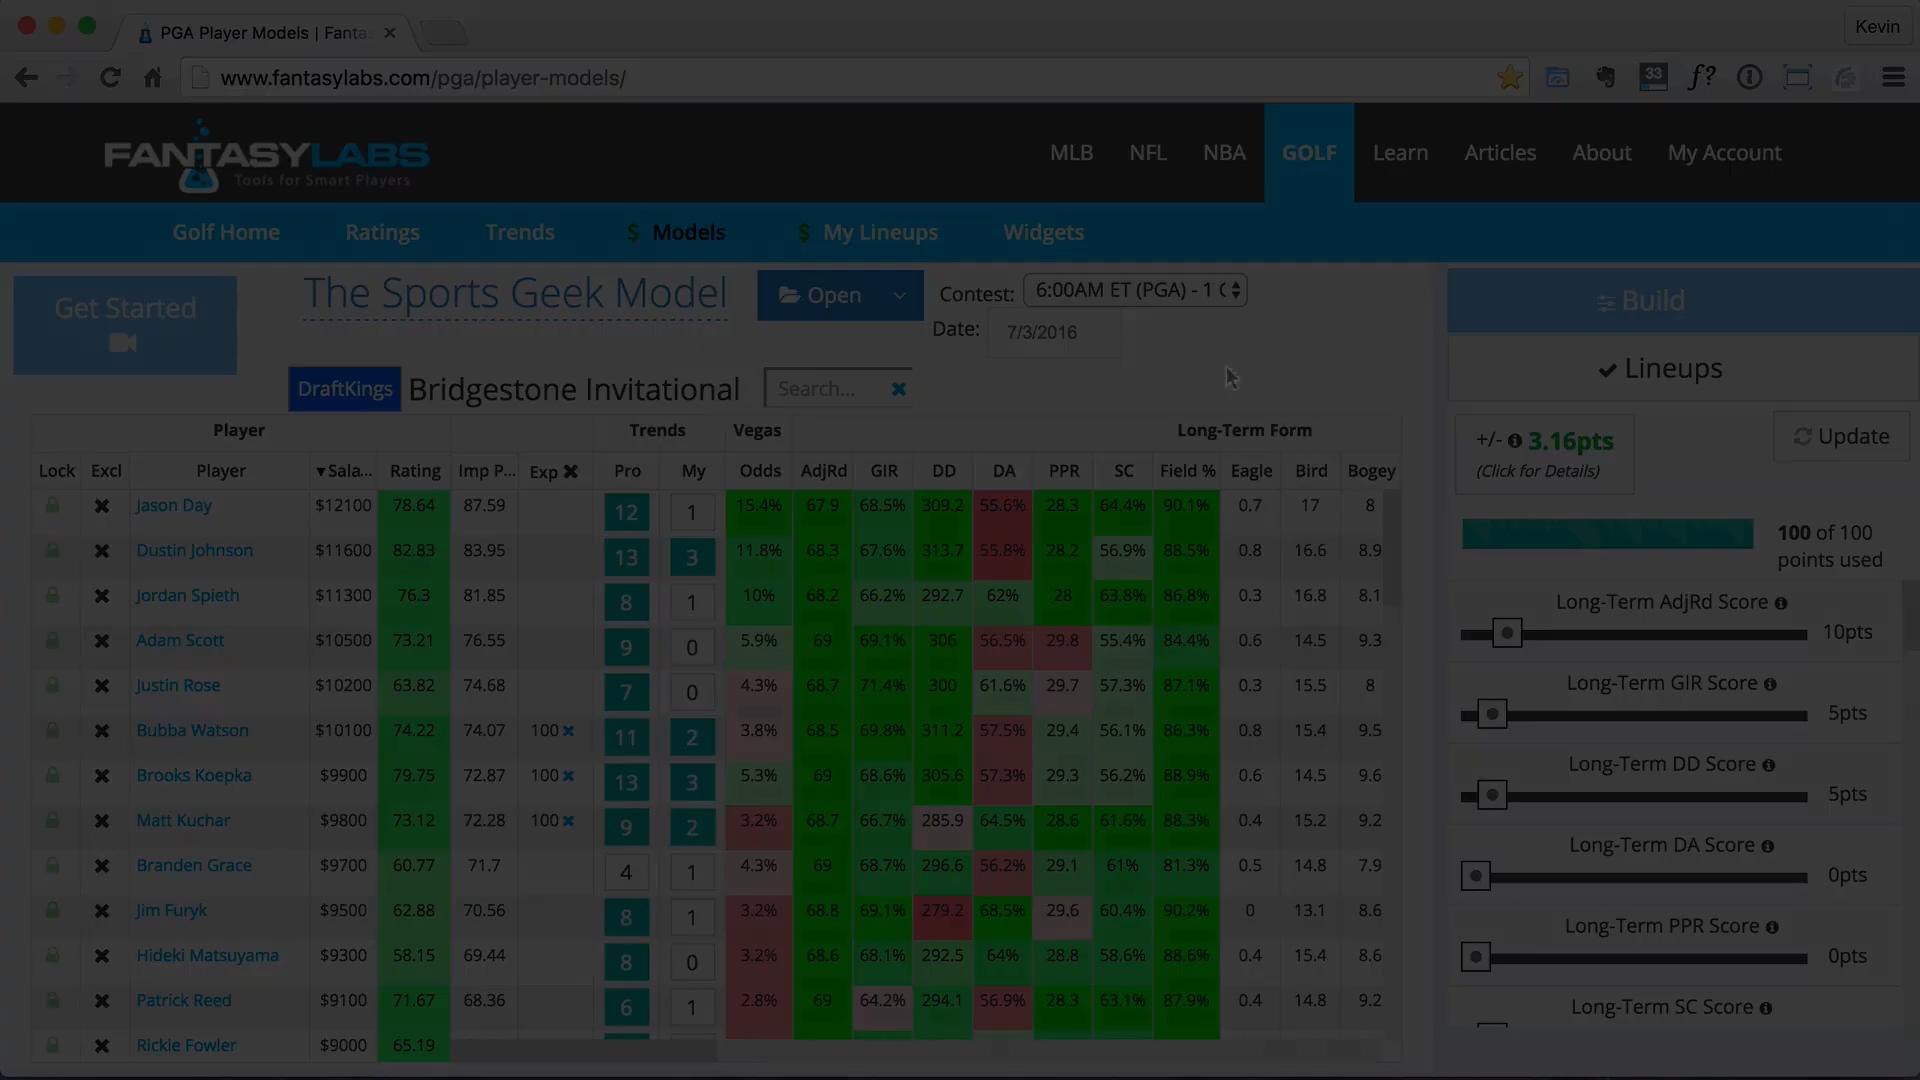 PGA Player Models | Fanta
Kevin
www.fantasylabs.com/pga/player-models/
33
f?
FANTASYLABS
Tools for Smart Players
MLB NFL NBA GOLF Learn Articles About My Account
Golf Home Ratings Trends $ Models $ My Lineups Widgets
Get Started
The Sports Geek Model
Open
Contest: 6:00AM ET (PGA) - 1
Date: 7/3/2016
Build
Lineups
DraftKings Bridgestone Invitational Search...
+/- 3.16pts
(Click for Details)
Update
100 of 100
points used
Player Trends Vegas Long-Term Form
Lock Excl Player Sala... Rating Imp P... Exp Pro My Odds AdjRd GIR DD DA PPR SC Field % Eagle Bird Bogey
Jason Day $12100 78.64 87.59 12 1 15.4% 67.9 68.5% 309.2 55.6% 28.3 64.4% 90.1% 0.7 17 8
Dustin Johnson $11600 82.83 83.95 13 3 11.8% 68.3 67.6% 313.7 55.8% 28.2 56.9% 88.5% 0.8 16.6 8.9
Jordan Spieth $11300 76.3 81.85 8 1 10% 68.2 66.2% 292.7 62% 28 63.8% 86.8% 0.3 16.8 8.1
Adam Scott $10500 73.21 76.55 9 0 5.9% 69 69.1% 306 56.5% 29.8 55.4% 84.4% 0.6 14.5 9.3
Justin Rose $10200 63.82 74.68 7 0 4.3% 68.7 71.4% 300 61.6% 29.7 57.3% 87.1% 0.3 15.5 8
Bubba Watson $10100 74.22 74.07 100 11 2 3.8% 68.5 69.8% 311.2 57.5% 29.4 56.1% 86.3% 0.8 15.4 9.5
Brooks Koepka $9900 79.75 72.87 100 13 3 5.3% 69 68.6% 305.6 57.3% 29.3 56.2% 88.9% 0.6 14.5 9.6
Matt Kuchar $9800 73.12 72.28 100 9 2 3.2% 68.7 66.7% 285.9 64.5% 28.6 61.6% 88.3% 0.4 15.2 9.2
Branden Grace $9700 60.77 71.7 4 1 4.3% 69 68.7% 296.6 56.2% 29.1 61% 81.3% 0.5 14.8 7.9
Jim Furyk $9500 62.88 70.56 8 1 3.2% 68.8 69.1% 279.2 68.5% 29.6 60.4% 90.2% 0 13.1 8.6
Hideki Matsuyama $9300 58.15 69.44 8 0 3.2% 68.6 68.1% 292.5 64% 28.8 58.6% 88.6% 0.4 15.4 8.6
Patrick Reed $9100 71.67 68.36 6 1 2.8% 69 64.2% 294.1 56.9% 28.3 63.1% 87.9% 0.4 14.8 9.2
Rickie Fowler $9000 65.19
Long-Term AdjRd Score
10pts
Long-Term GIR Score
5pts
Long-Term DD Score
5pts
Long-Term DA Score
0pts
Long-Term PPR Score
0pts
Long-Term SC Score